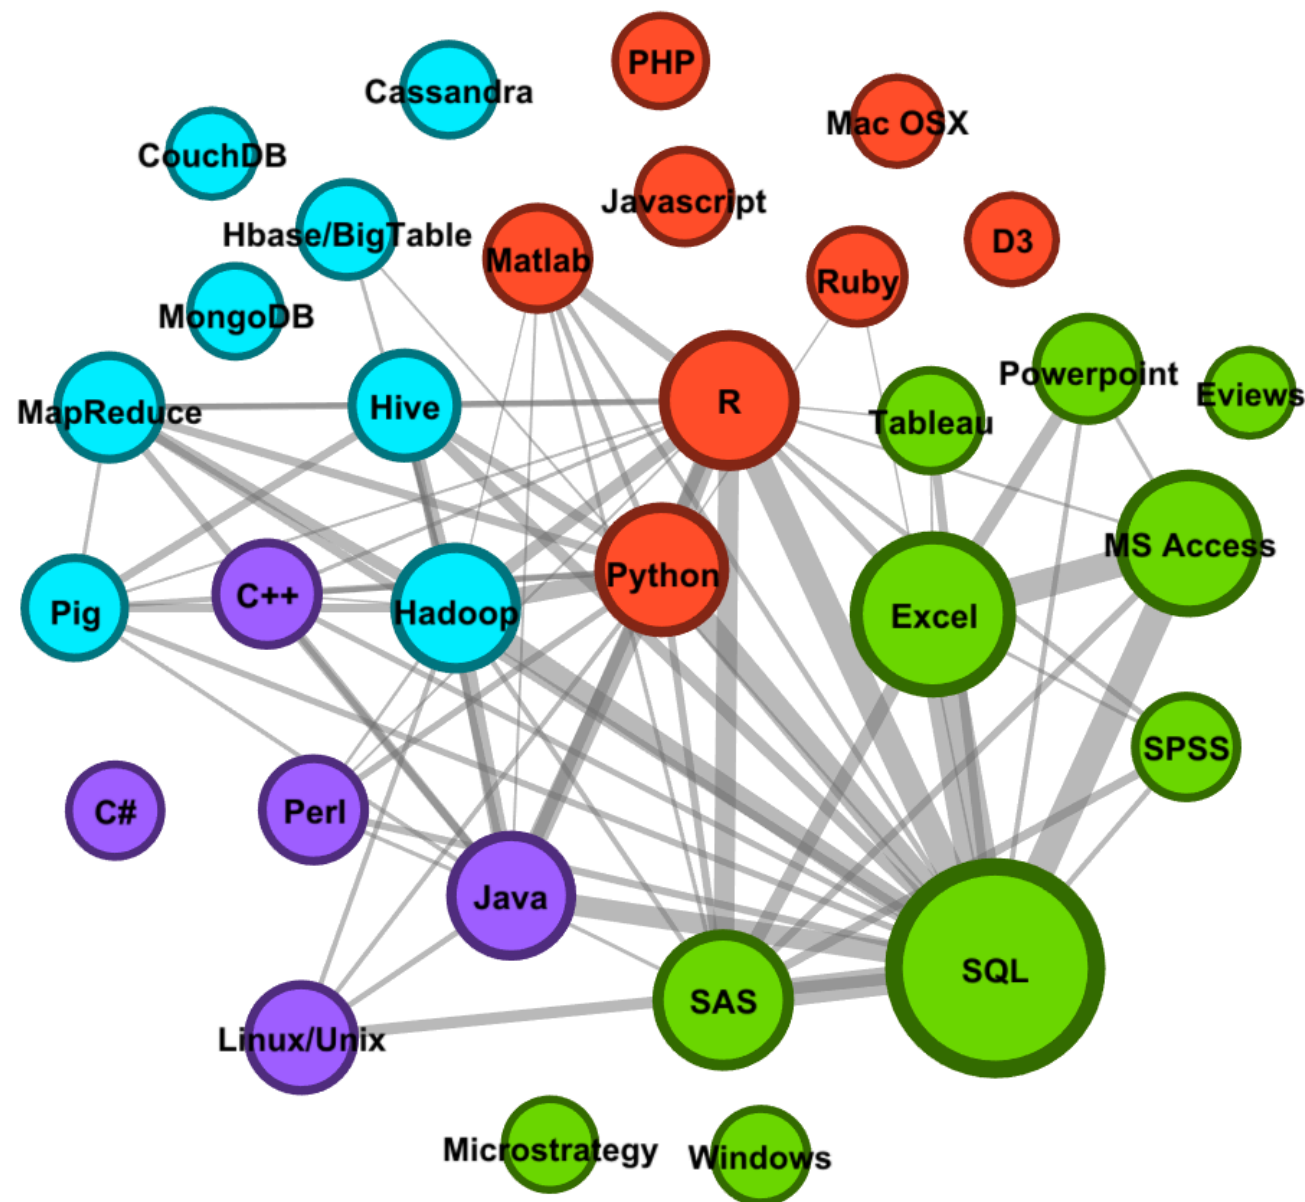 PHP
Cassandra
Mac OSX
CouchDB
Javascript
Hbase/BigTable
D3
Matlab
Ruby
MongoDB
Powerpoint
Eviews
R
Hive
MapReduce
Tableau
MS Access
Python
C++
Pig
Hadoop
Excel
SPSS
C#
Perl
Java
SQL
SAS
Linux/Unix
Microstrategy
Windows